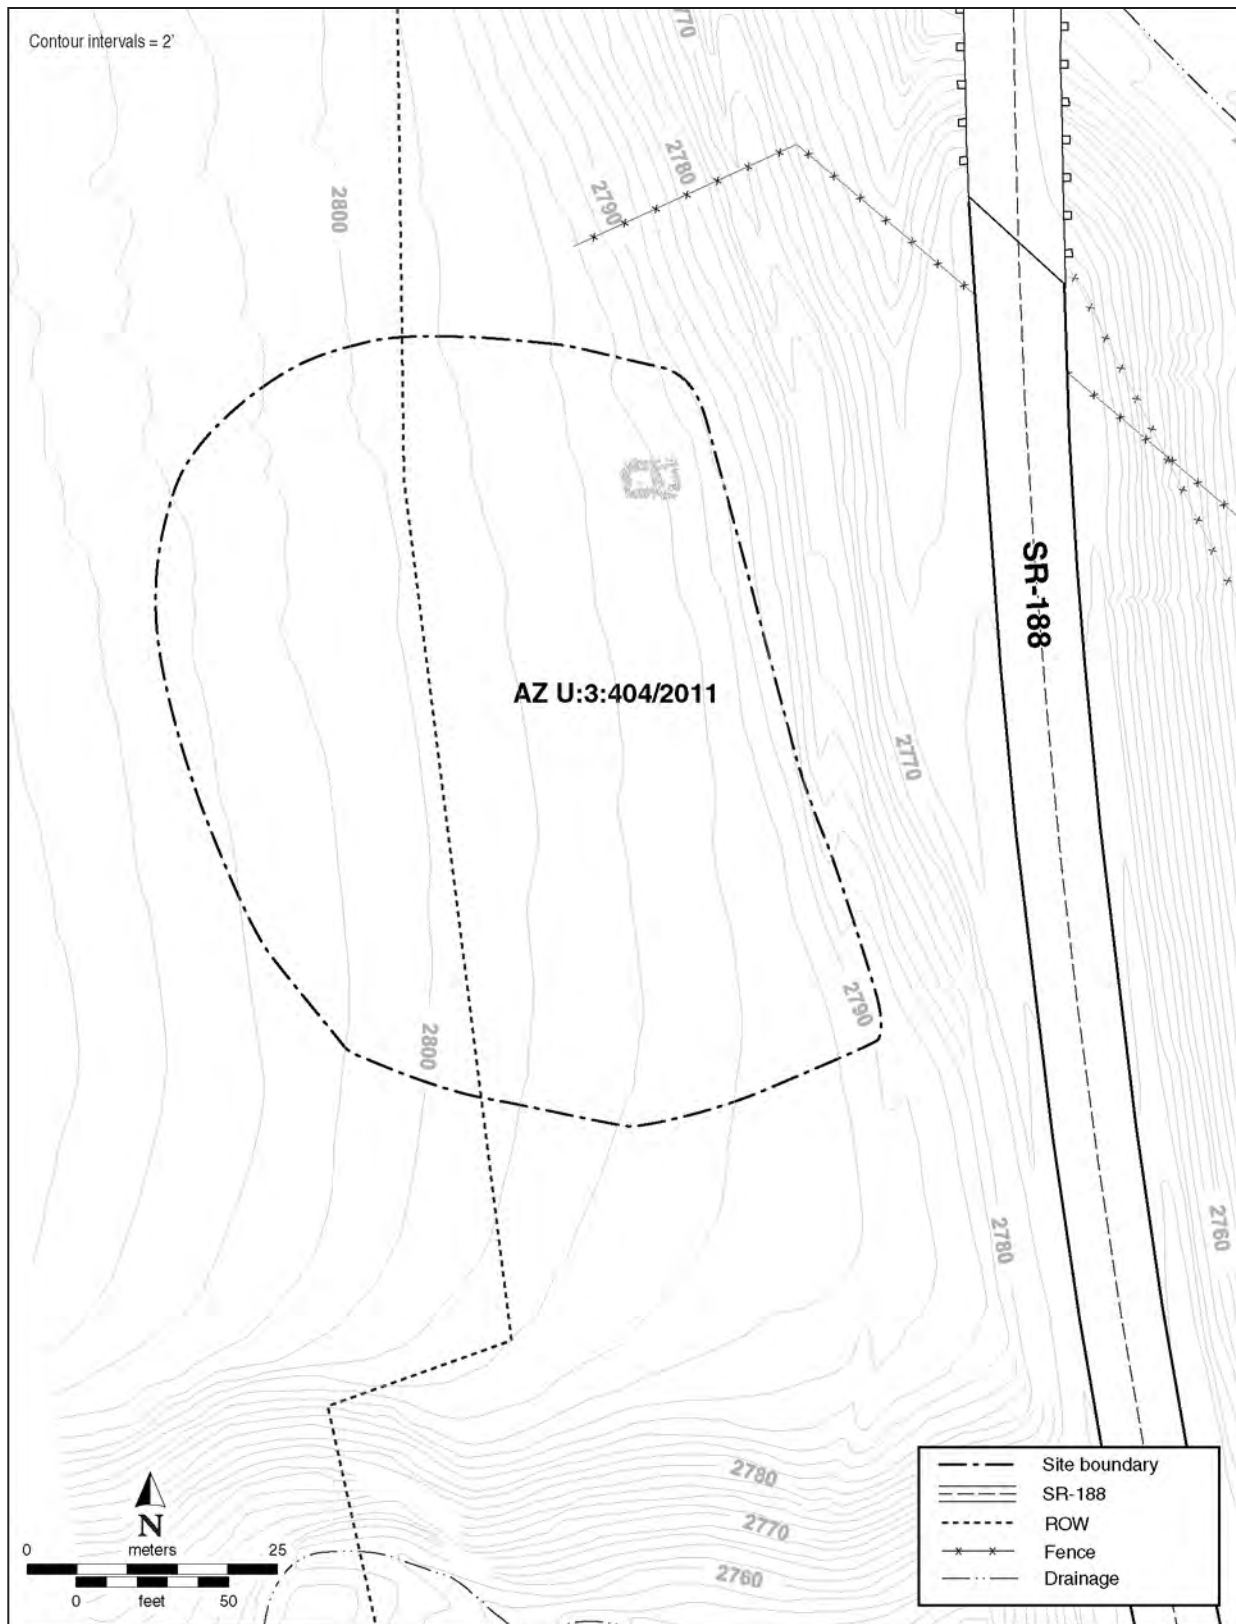 Contour intervals = 2'
2770
2780
2790
2800
SR-188
AZ U:3:404/2011
2770
2790
2800
2780
2760
2780
2770
2760
N
0 meters 25
0 feet 50
Site boundary
SR-188
ROW
Fence
Drainage